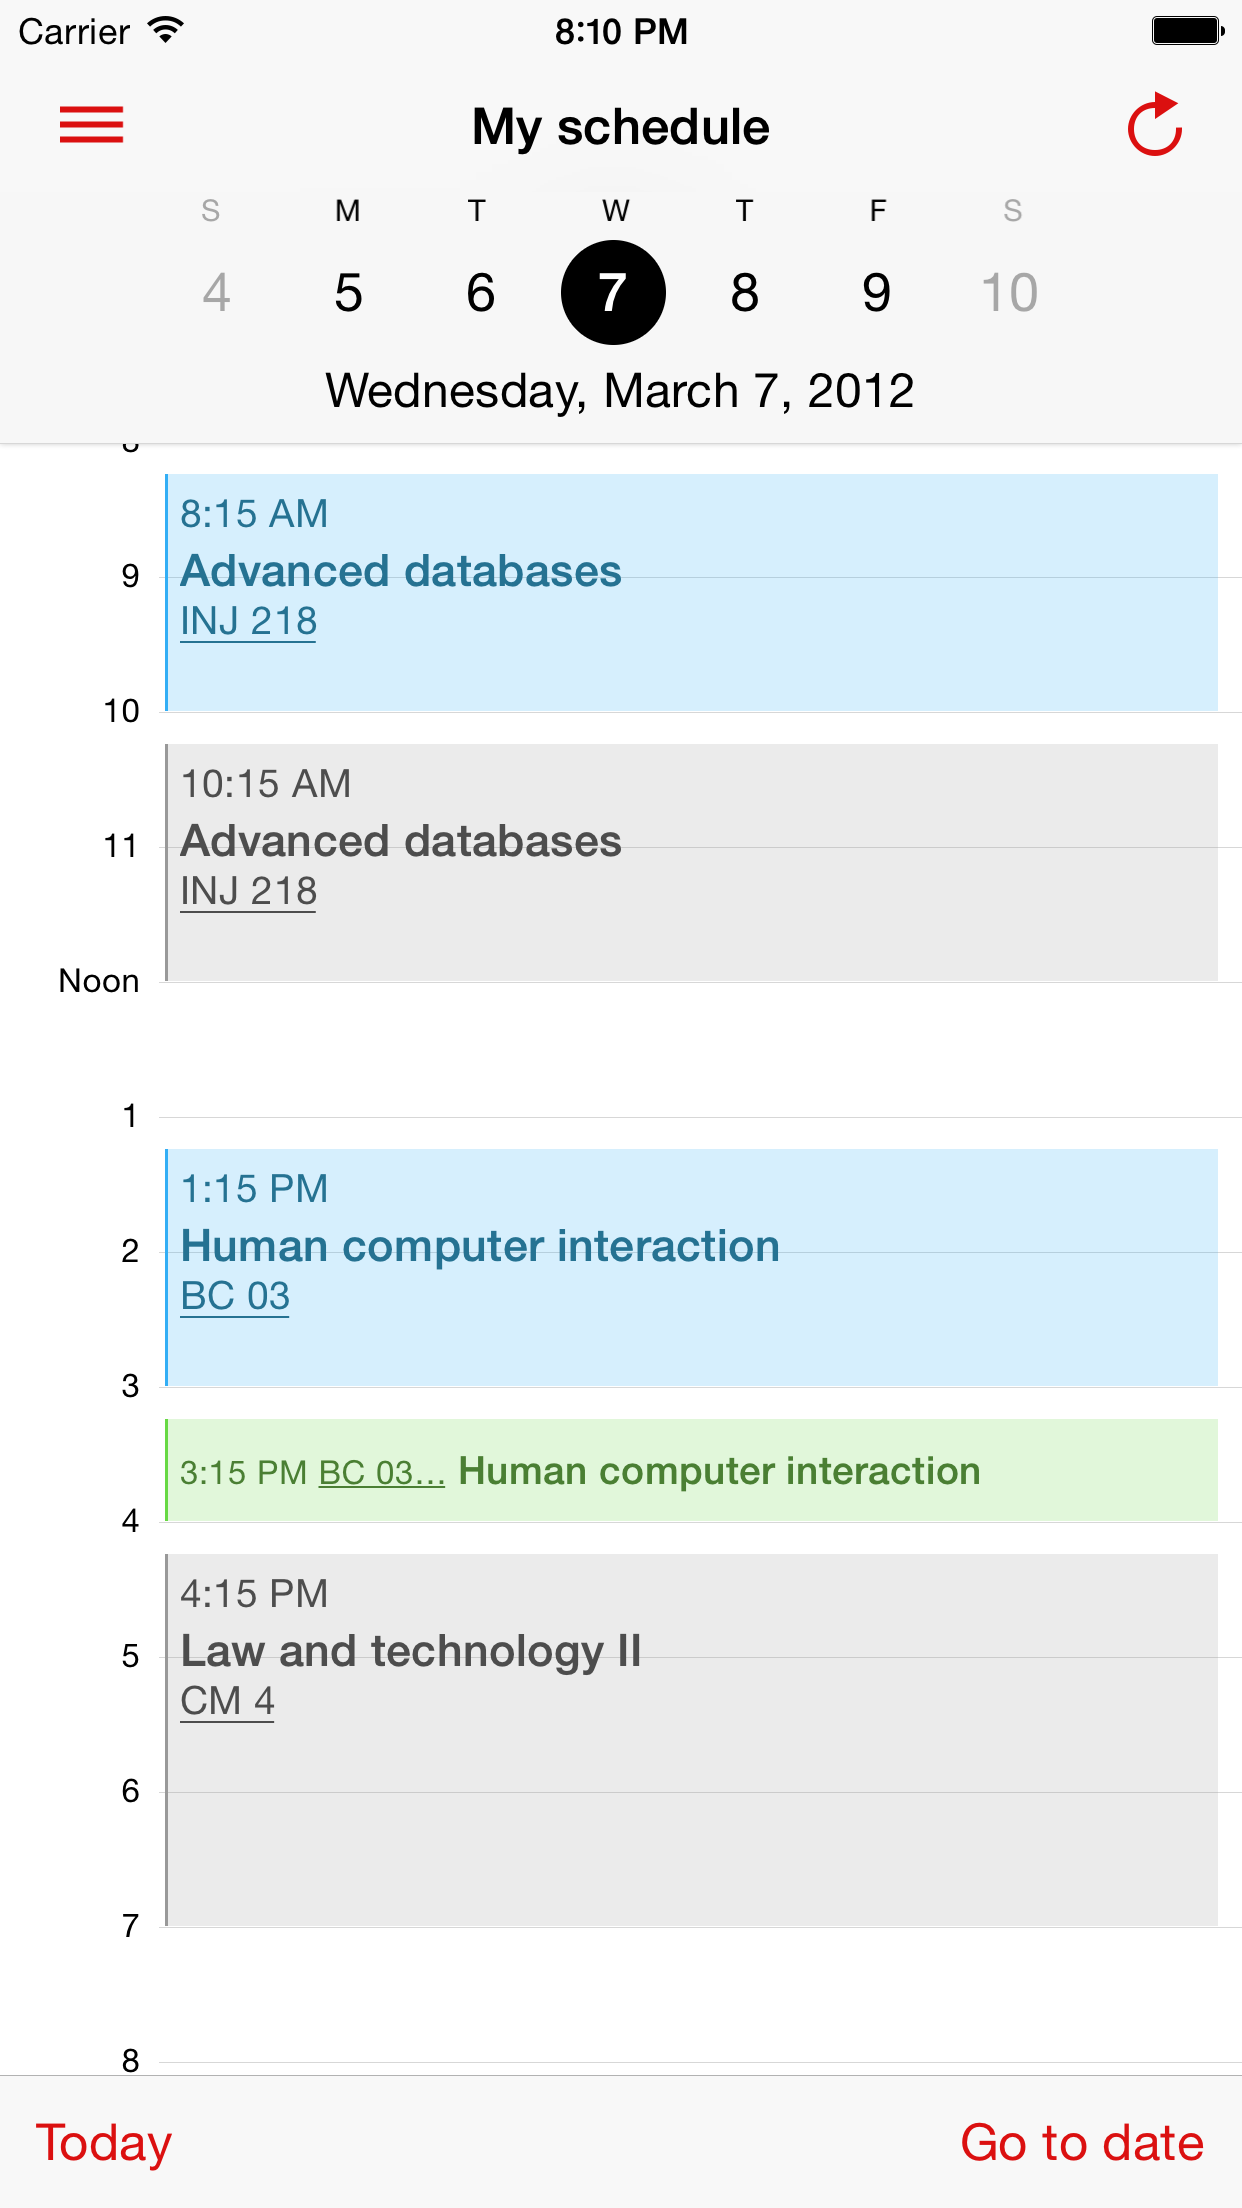 Carrier 8:10 PM
My schedule
S M T W T F S
4 5 6 7 8 9 10
Wednesday, March 7, 2012
8:15 AM
9 Advanced databases
INJ 218
10
10:15 AM
11 Advanced databases
INJ 218
Noon
1
1:15 PM
2 Human computer interaction
BC 03
3
3:15 PM BC 03... Human computer interaction
4
4:15 PM
5 Law and technology II
CM 4
6
7
8
Today Go to date